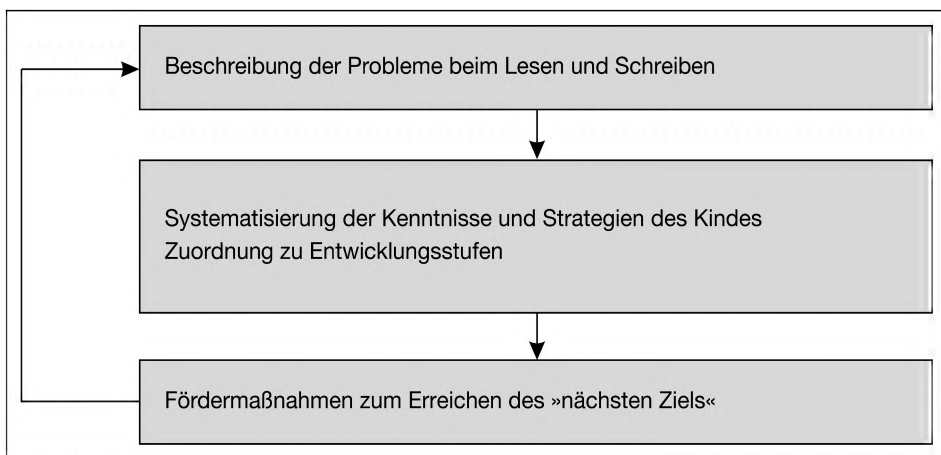 Beschreibung der Probleme beim Lesen und Schreiben
Systematisierung der Kenntnisse und Strategien des Kindes
Zuordnung zu Entwicklungsstufen
Fördermaßnahmen zum Erreichen des »nächsten Ziels«